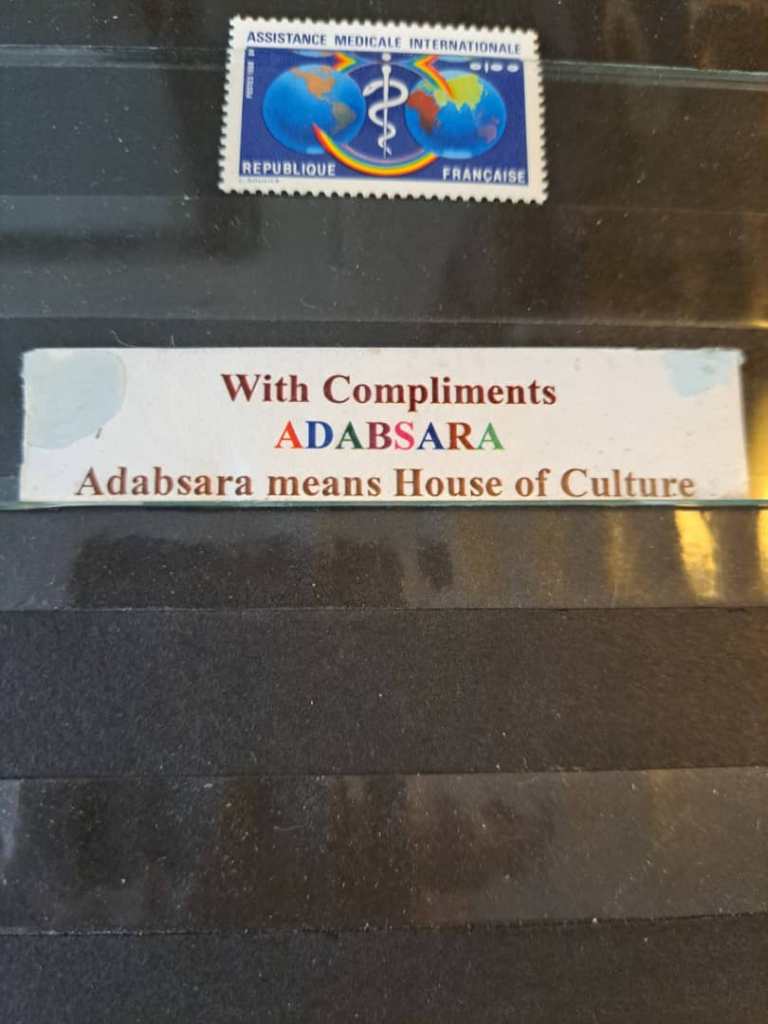 ASSISTANCE MEDICALE INTERNATIONALE
REPUBLIQUE FRANÇAISE
With Compliments
ADABSARA
Adabsara means House of Culture